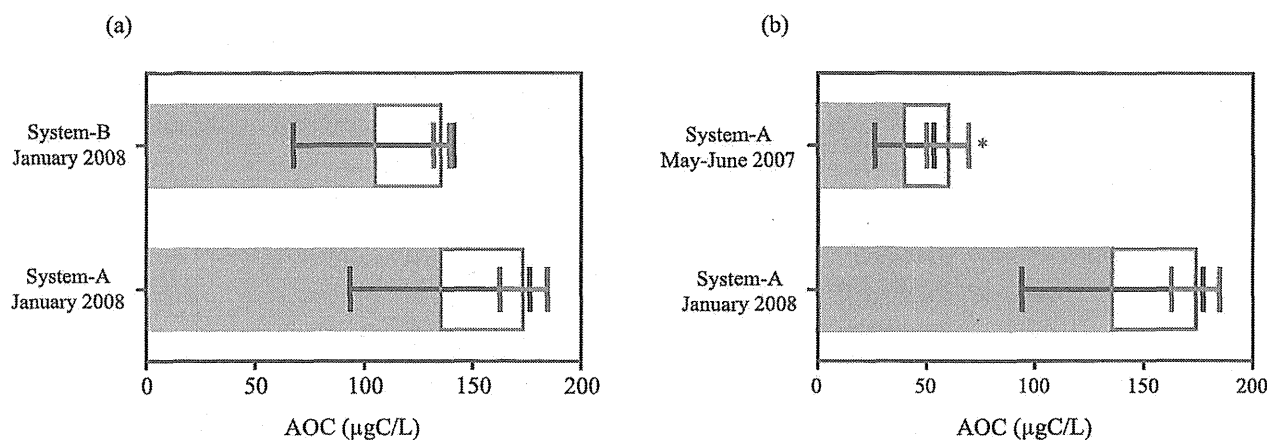 (a)
System-B
January 2008
System-A
January 2008
0 50 100 150 200
AOC (µgC/L)
(b)
System-A
May-June 2007
*
System-A
January 2008
0 50 100 150 200
AOC (µgC/L)